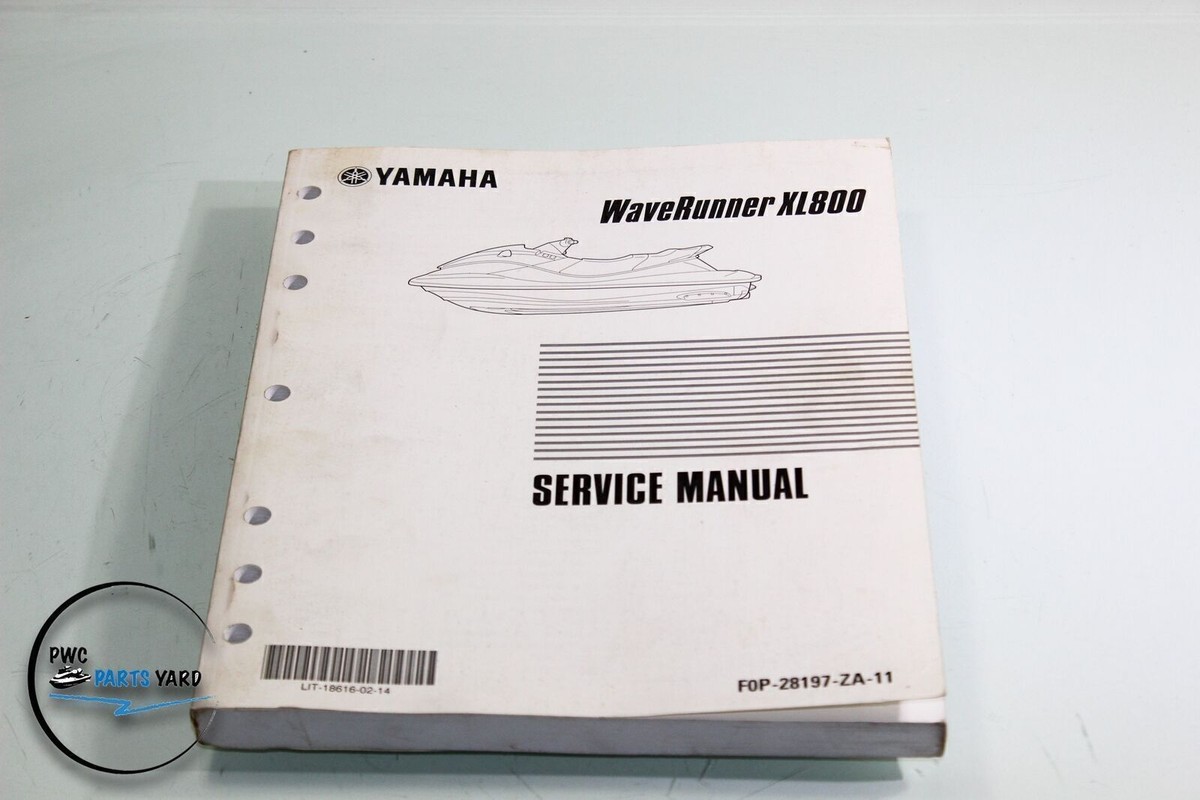 YAMAHA
WaveRunner XL800
SERVICE MANUAL
LIT-18616-02-14
F0P-28197-ZA-11
PWC
PARTS YARD